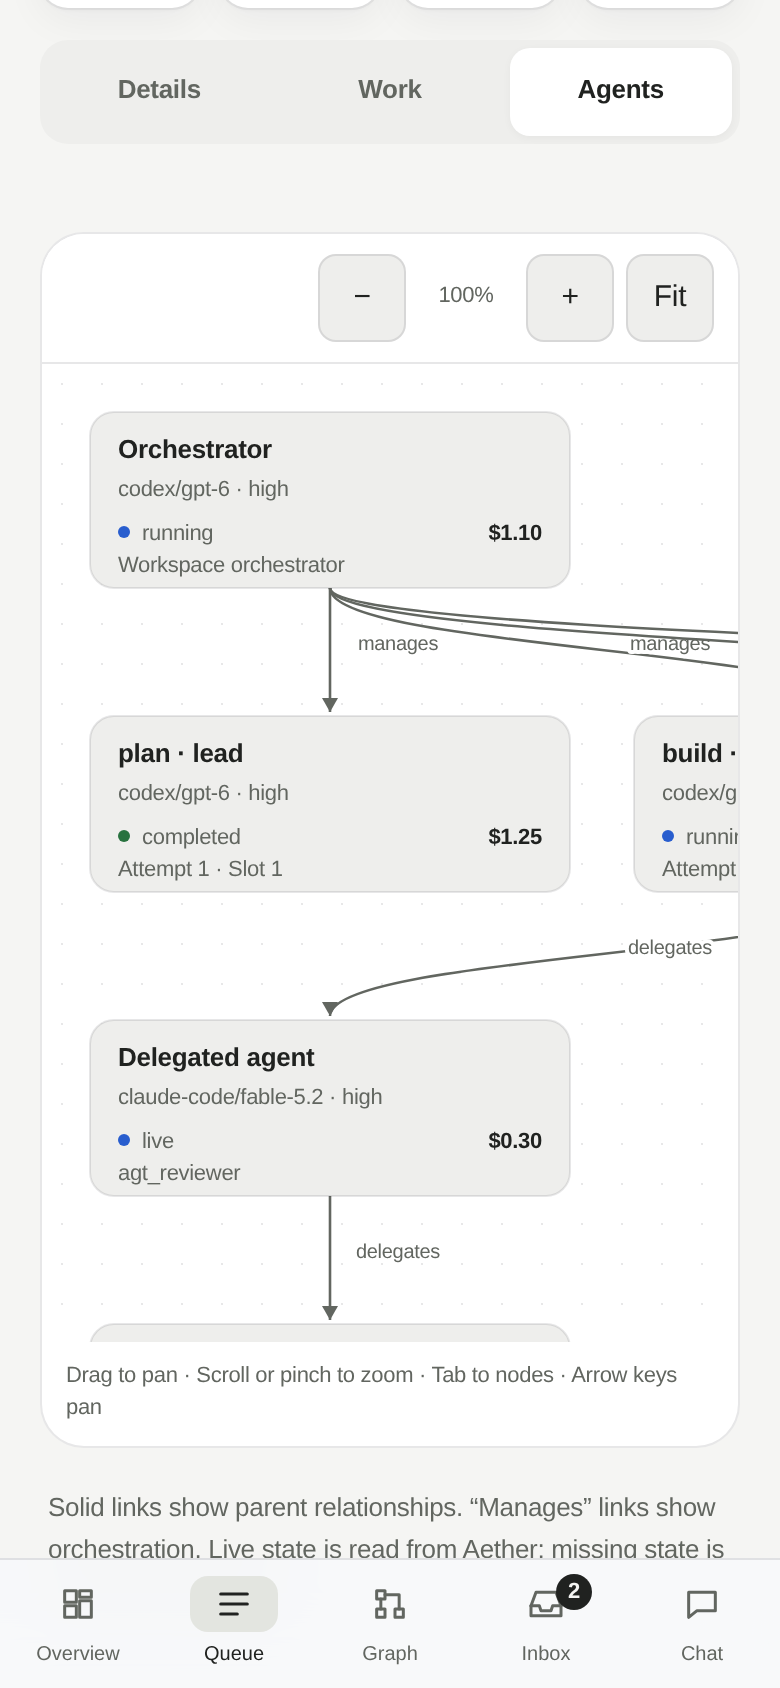 Details Work Agents
− 100% + Fit
Orchestrator
codex/gpt-6 · high
running $1.10
Workspace orchestrator
manages manages
plan · lead build ·
codex/gpt-6 · high codex/g
completed $1.25 runnin
Attempt 1 · Slot 1 Attempt
delegates
Delegated agent
claude-code/fable-5.2 · high
live $0.30
agt_reviewer
delegates
Drag to pan · Scroll or pinch to zoom · Tab to nodes · Arrow keys
pan
Solid links show parent relationships. “Manages” links show
orchestration. Live state is read from Aether; missing state is
2
Overview Queue Graph Inbox Chat